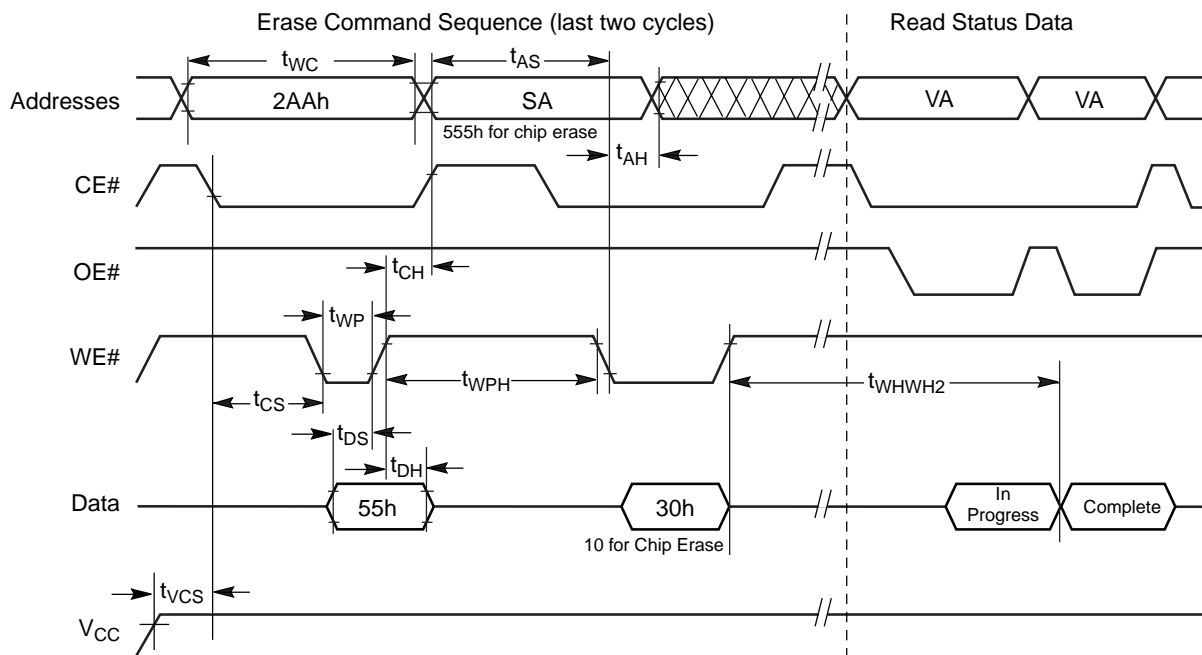 Erase Command Sequence (last two cycles)
Read Status Data
tWC
tAS
Addresses
2AAh
SA
VA
VA
555h for chip erase
tAH
CE#
OE#
tCH
tWP
WE#
tWPH
tWHWH2
tCS
tDS
tDH
Data
55h
30h
In
Progress
Complete
10 for Chip Erase
tVCS
VCC